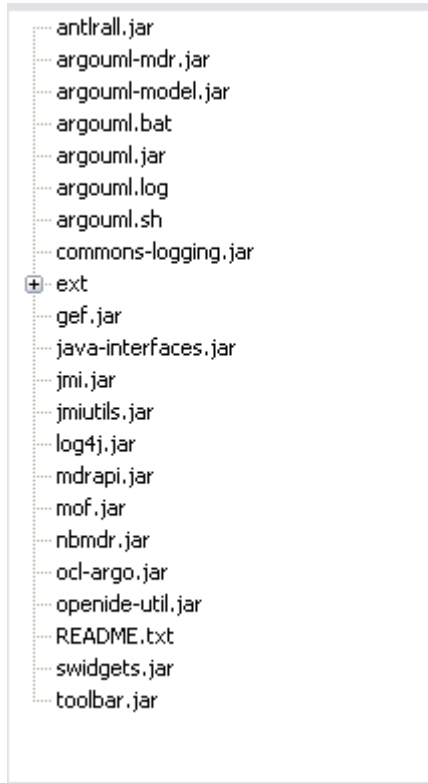 antlrall.jar
argouml-mdr.jar
argouml-model.jar
argouml.bat
argouml.jar
argouml.log
argouml.sh
commons-logging.jar
ext
gef.jar
java-interfaces.jar
jmi.jar
jmiutils.jar
log4j.jar
mdrapi.jar
mof.jar
nbmdr.jar
ocl-argo.jar
openide-util.jar
README.txt
swidgets.jar
toolbar.jar